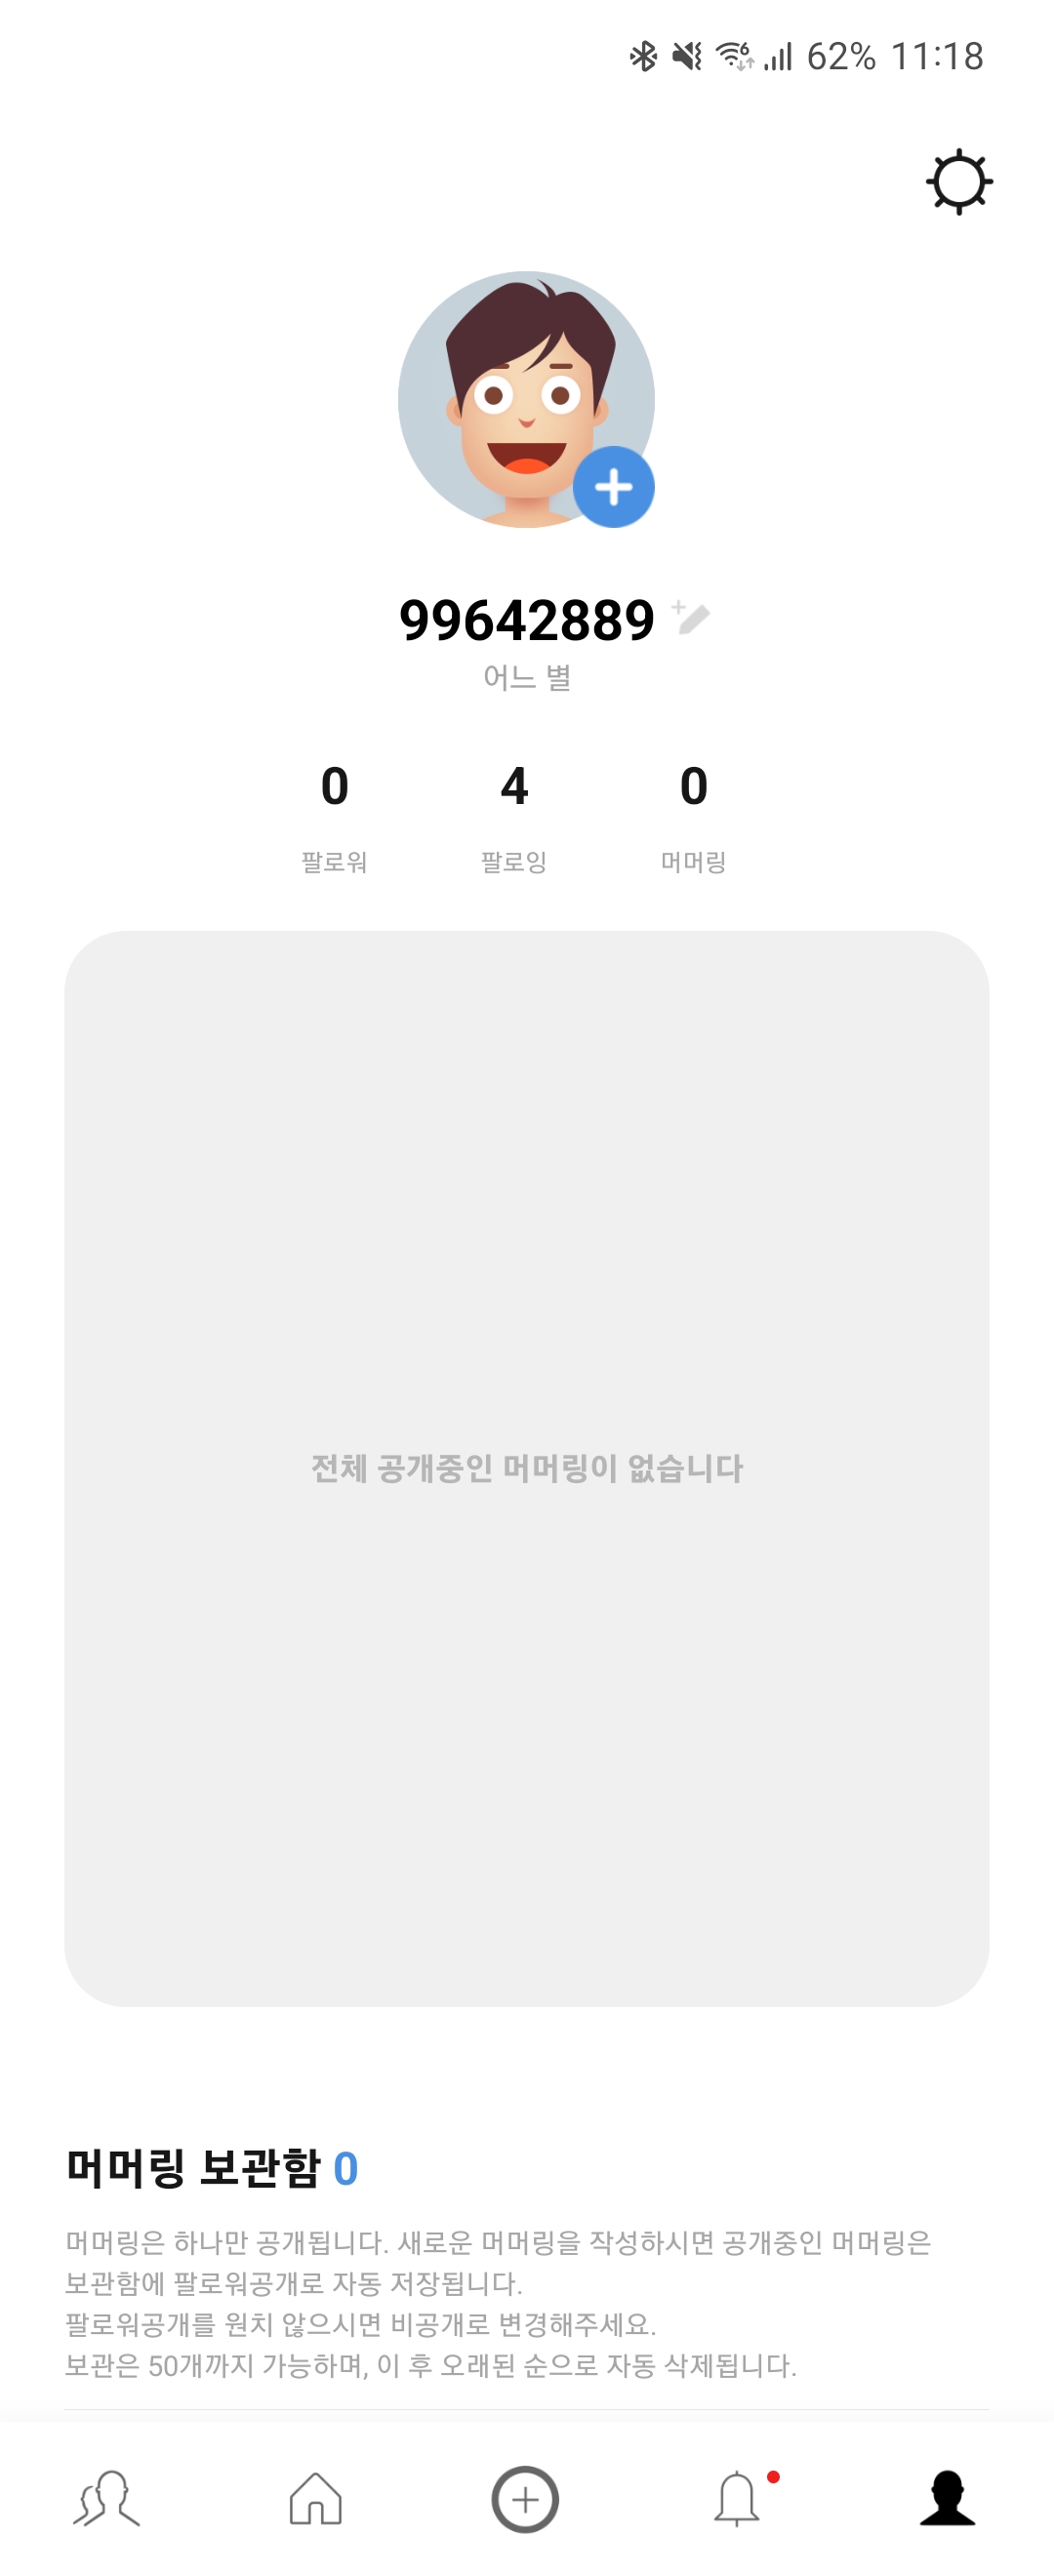 62% 11:18
99642889
어느 별
0 4 0
팔로워 팔로잉 머머링
전체 공개중인 머머링이 없습니다
머머링 보관함 0
머머링은 하나만 공개됩니다. 새로운 머머링을 작성하시면 공개중인 머머링은
보관함에 팔로워공개로 자동 저장됩니다.
팔로워공개를 원치 않으시면 비공개로 변경해주세요.
보관은 50개까지 가능하며, 이 후 오래된 순으로 자동 삭제됩니다.